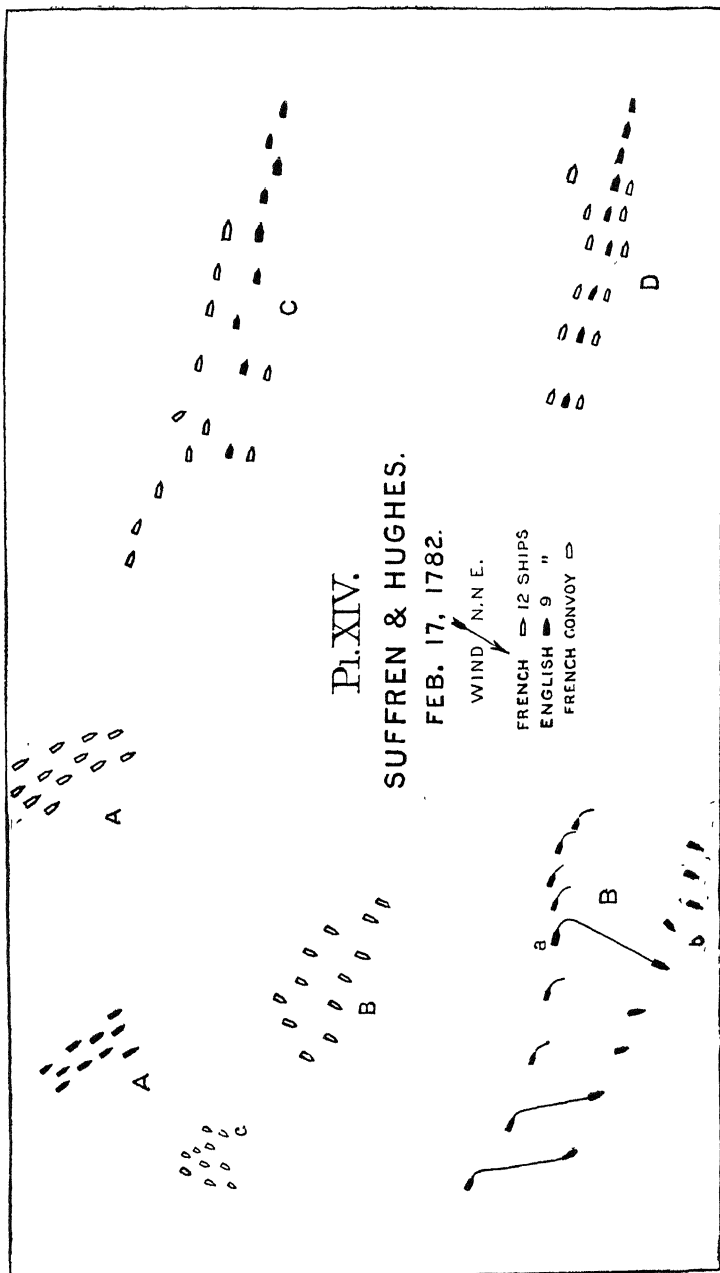 Pl. XIV.
SUFFREN & HUGHES.
FEB. 17, 1782.
WIND N.N.E.
FRENCH 12 SHIPS
ENGLISH 9 "
FRENCH CONVOY
A
A
B
c
C
D
a
B
b